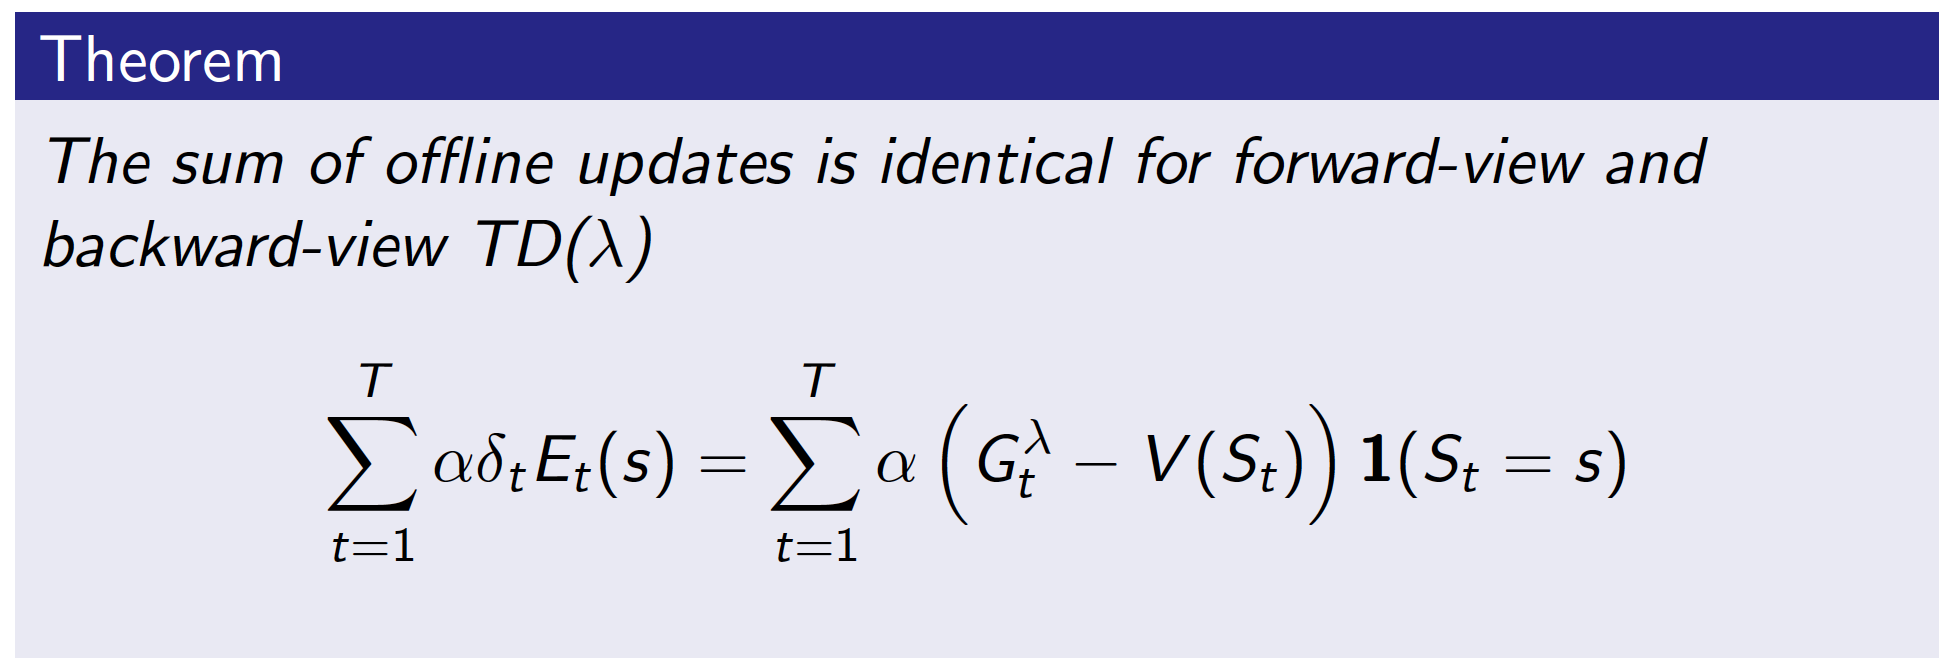 Theorem
The sum of offline updates is identical for forward-view and
backward-view TD(λ)
$\sum_{t=1}^{T} \alpha \delta_t E_t(s) = \sum_{t=1}^{T} \alpha \left( G_t^{\lambda} - V(S_t) \right) \mathbf{1}(S_t = s)$